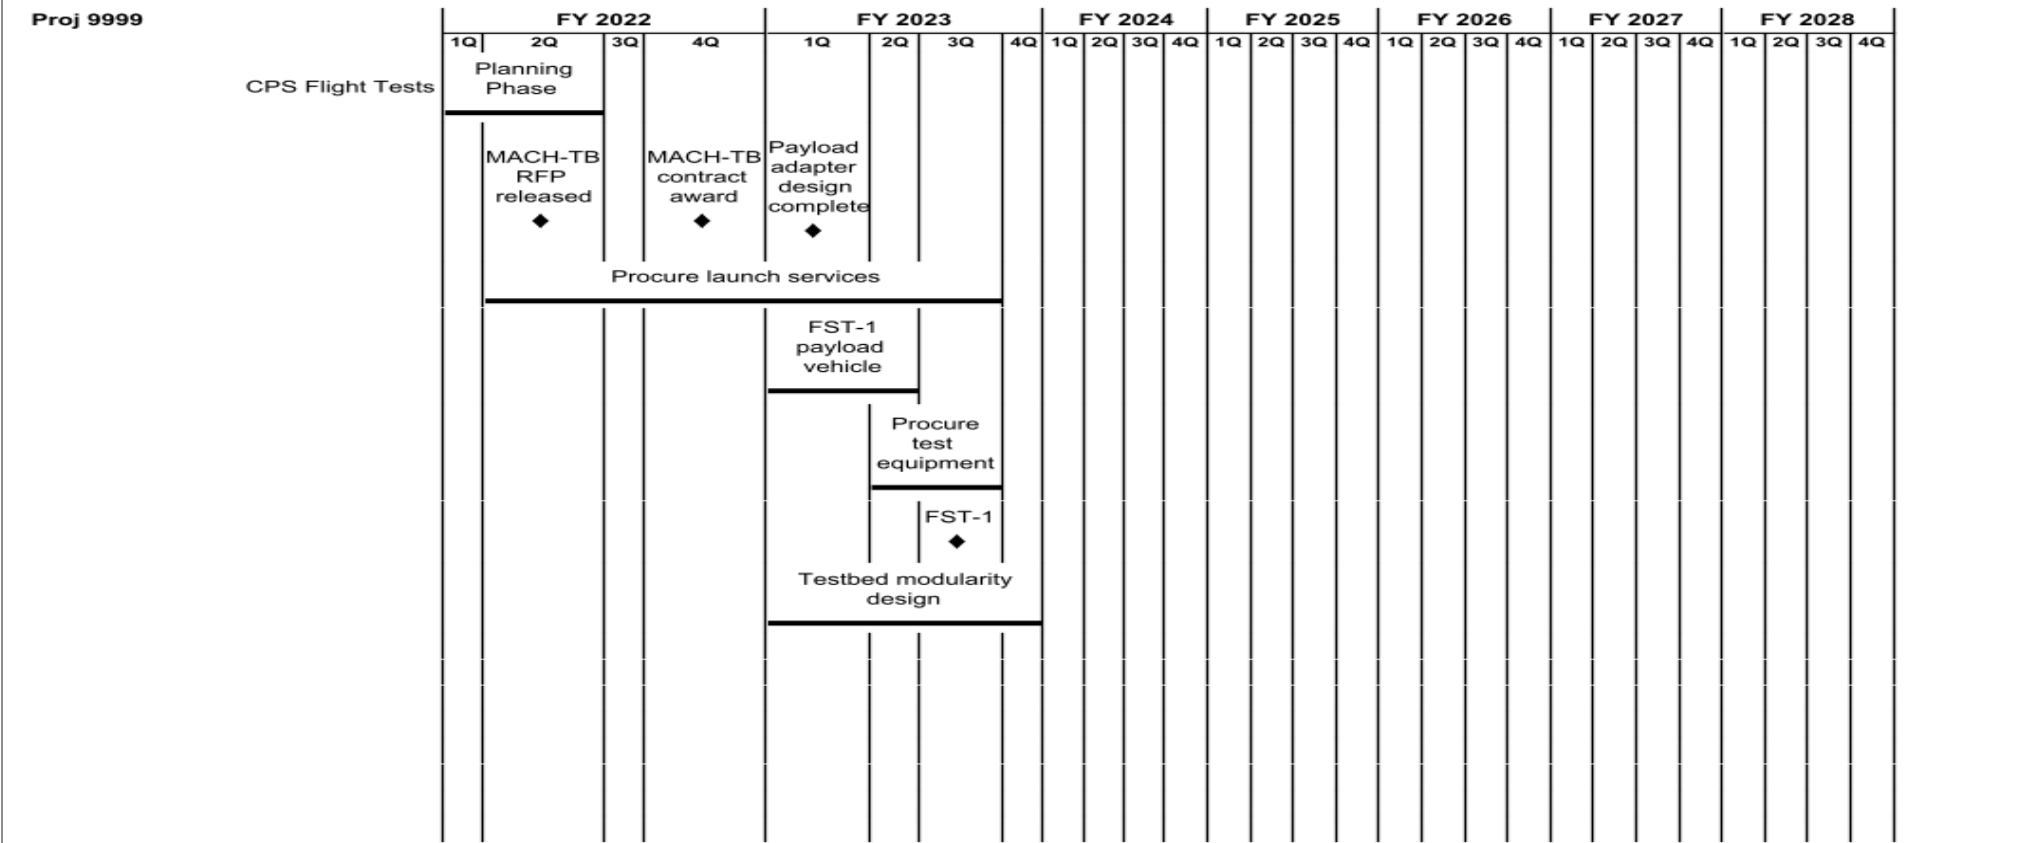 Proj 9999
FY 2022 FY 2023 FY 2024 FY 2025 FY 2026 FY 2027 FY 2028
1Q 2Q 3Q 4Q 1Q 2Q 3Q 4Q 1Q 2Q 3Q 4Q 1Q 2Q 3Q 4Q 1Q 2Q 3Q 4Q 1Q 2Q 3Q 4Q 1Q 2Q 3Q 4Q
CPS Flight Tests
Planning
Phase
MACH-TB
RFP
released
MACH-TB
contract
award
Payload
adapter
design
complete
Procure launch services
FST-1
payload
vehicle
Procure
test
equipment
FST-1
Testbed modularity
design